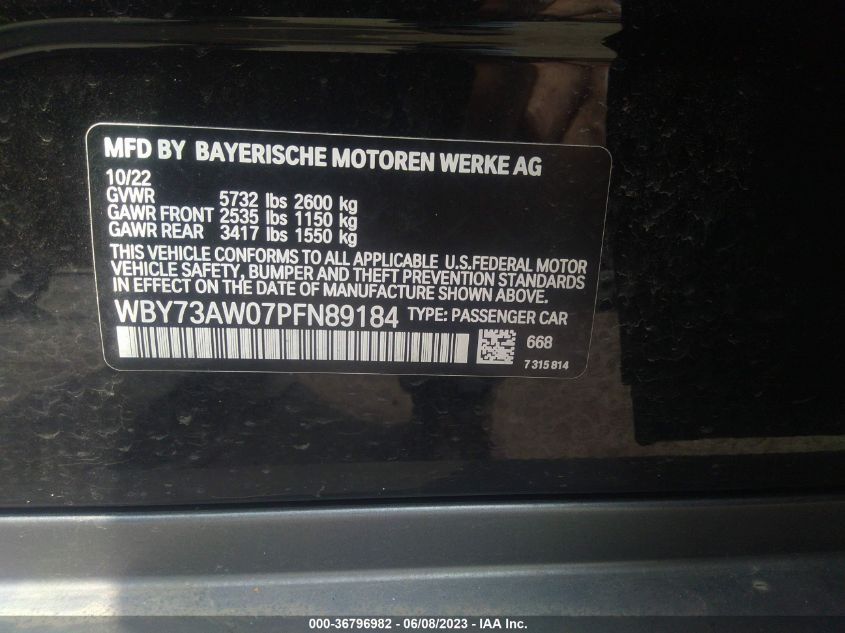 MFD BY BAYERISCHE MOTOREN WERKE AG
10/22
GVWR 5732 lbs 2600 kg
GAWR FRONT 2535 lbs 1150 kg
GAWR REAR 3417 lbs 1550 kg
THIS VEHICLE CONFORMS TO ALL APPLICABLE U.S.FEDERAL MOTOR
VEHICLE SAFETY, BUMPER AND THEFT PREVENTION STANDARDS
IN EFFECT ON THE DATE OF MANUFACTURE SHOWN ABOVE.
WBY73AW07PFN89184 TYPE: PASSENGER CAR
668
7 315 814
000-36796982 - 06/08/2023 - IAA Inc.